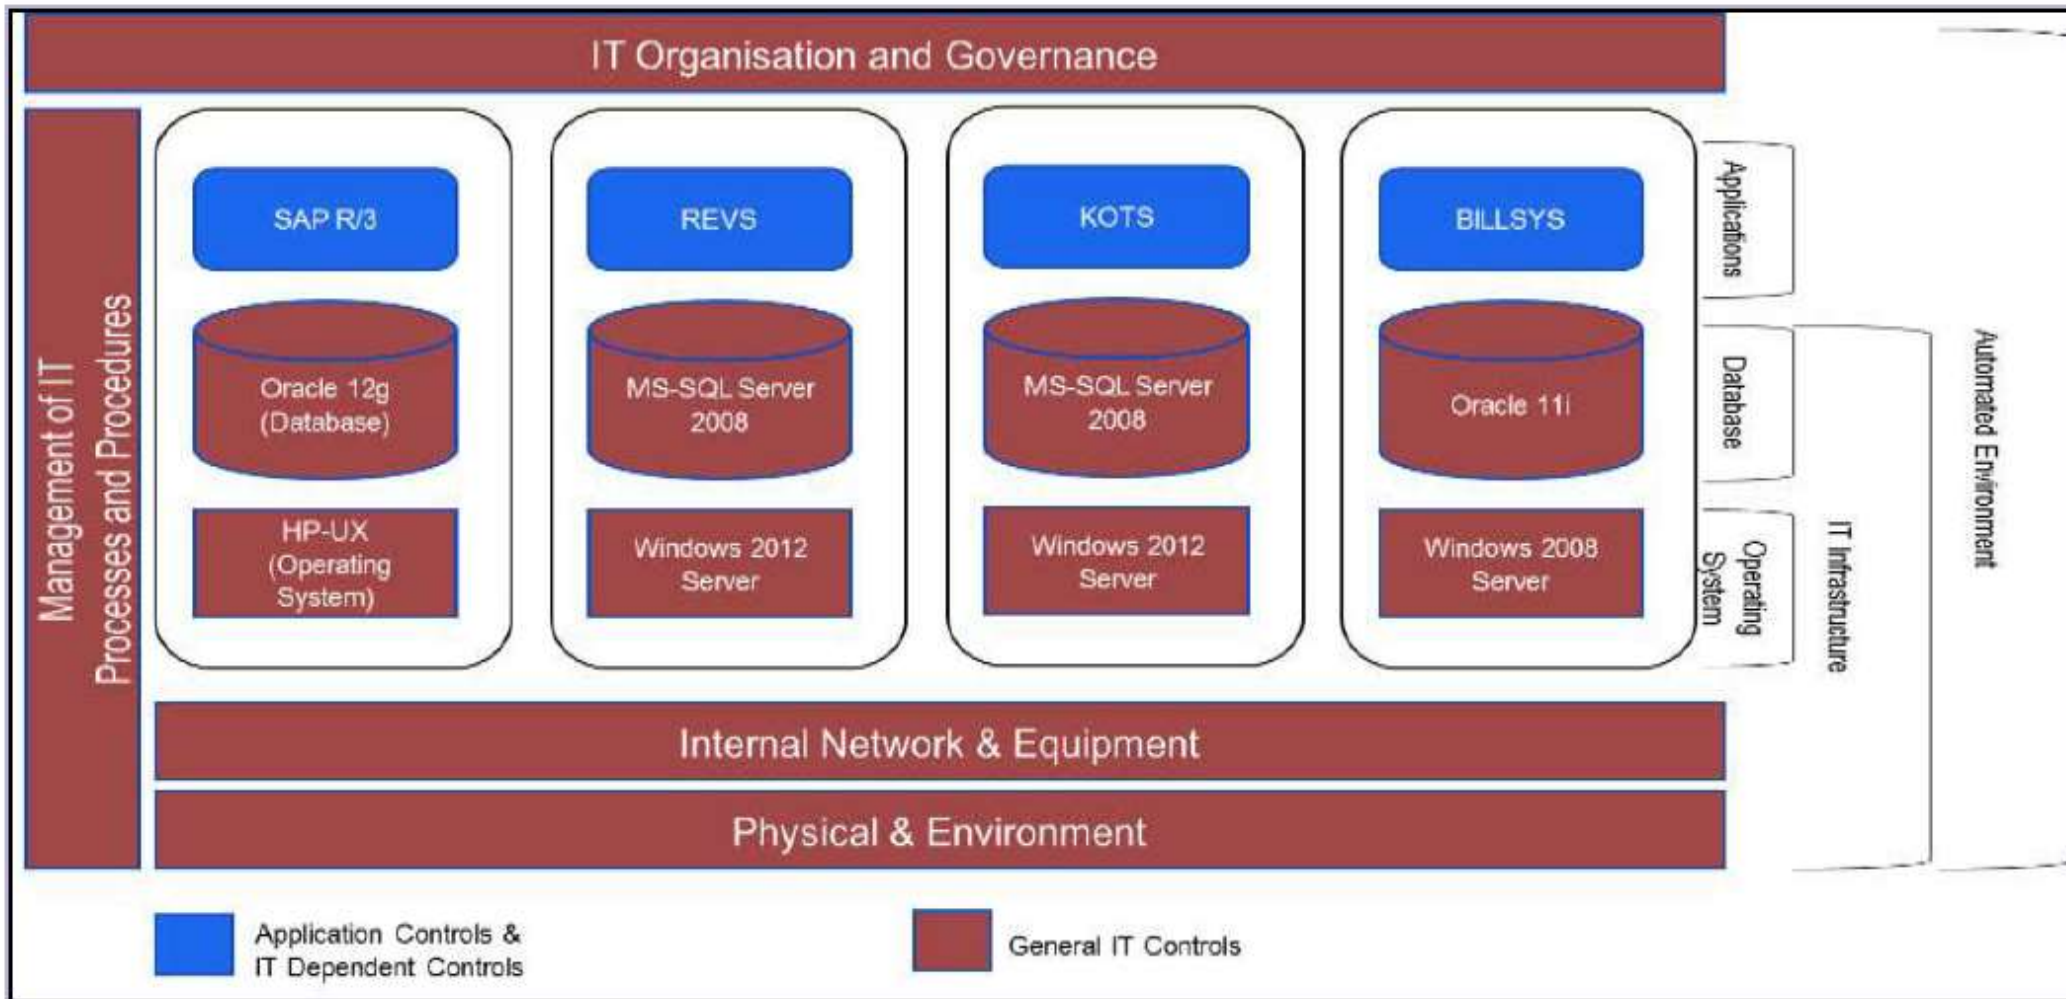 IT Organisation and Governance
Management of IT
Processes and Procedures
SAP R/3
REVS
KOTS
BILLSYS
Applications
Oracle 12g
(Database)
MS-SQL Server
2008
MS-SQL Server
2008
Oracle 11i
Database
HP-UX
(Operating
System)
Windows 2012
Server
Windows 2012
Server
Windows 2008
Server
Operating
System
IT Infrastructure
Automated Environment
Internal Network & Equipment
Physical & Environment
Application Controls &
IT Dependent Controls
General IT Controls